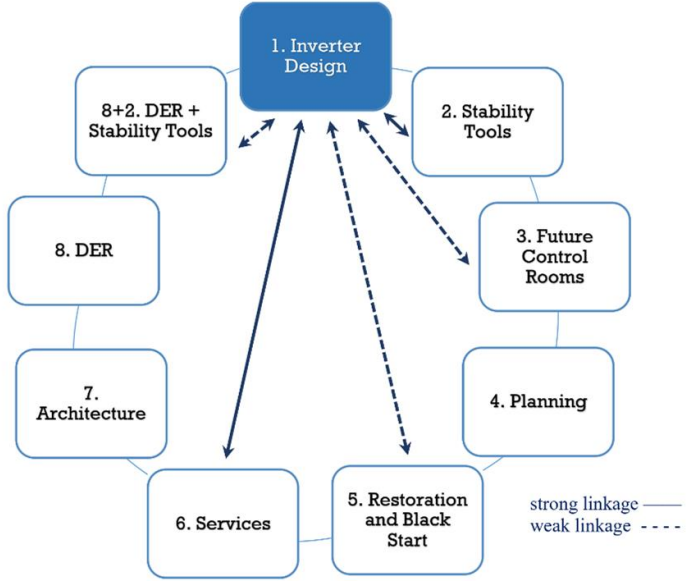 1. Inverter
Design
8+2. DER +
Stability Tools
2. Stability
Tools
8. DER
3. Future
Control
Rooms
7.
Architecture
4. Planning
6. Services
5. Restoration
and Black
Start
strong linkage
weak linkage